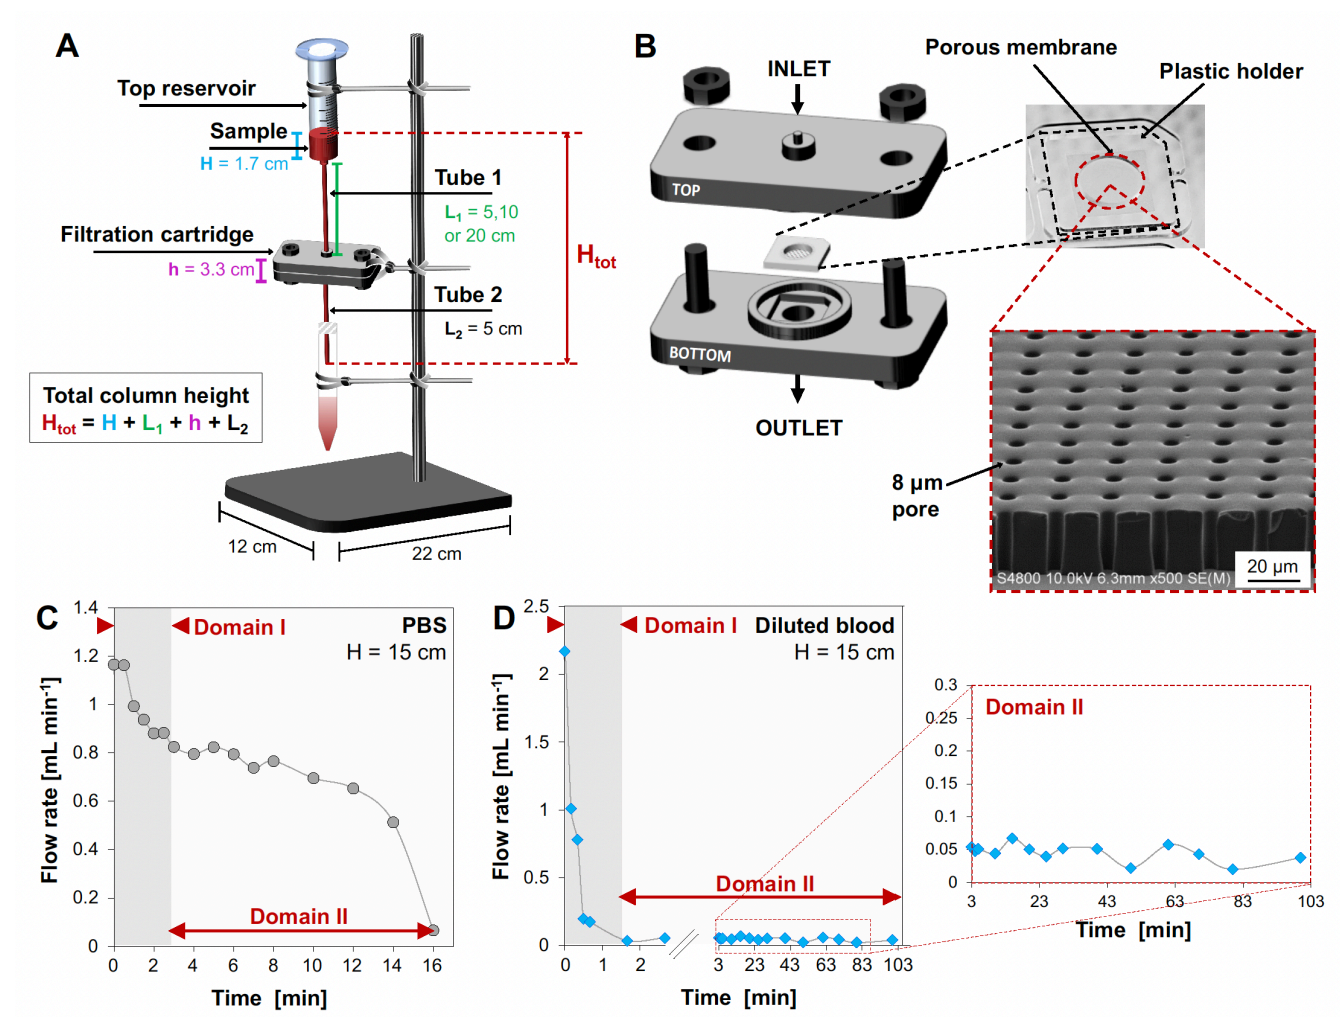 A
Top reservoir
Sample
H = 1.7 cm
Tube 1
L1 = 5,10
or 20 cm
Filtration cartridge
h = 3.3 cm
Htot
Tube 2
L2 = 5 cm
Total column height
Htot = H + L1 + h + L2
12 cm
22 cm
B
INLET
Porous membrane
Plastic holder
TOP
BOTTOM
OUTLET
8 µm
pore
S4800 10.0kV 6.3mm x500 SE(M)
20 µm
C
Flow rate [mL min-1]
1.4
1.2
1
0.8
0.6
0.4
0.2
0
Domain I
PBS
H = 15 cm
Domain II
0 2 4 6 8 10 12 14 16
Time [min]
D
Flow rate [mL min-1]
2.5
2
1.5
1
0.5
0
Domain I
Diluted blood
H = 15 cm
Domain II
0 1 2 3 23 43 63 83 103
Time [min]
Domain II
0.3
0.25
0.2
0.15
0.1
0.05
0
3 23 43 63 83 103
Time [min]